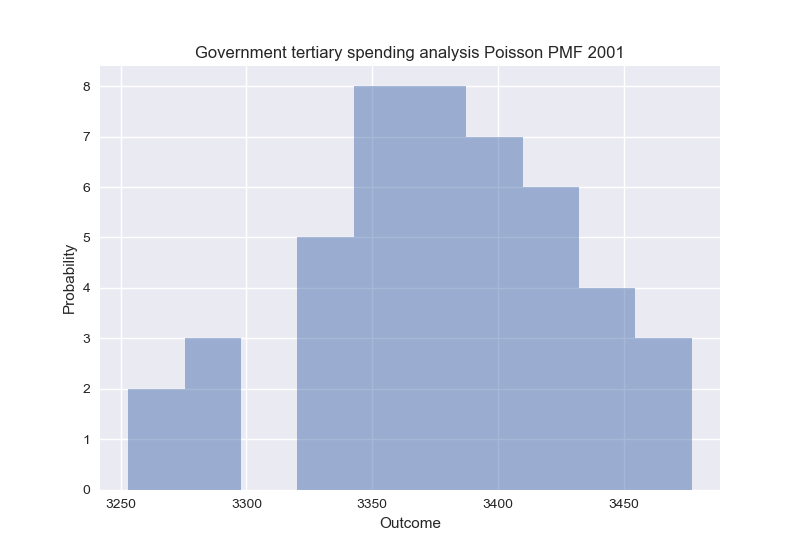 Government tertiary spending analysis Poisson PMF 2001
8
7
6
5
4
3
2
1
0
Probability
3250 3300 3350 3400 3450
Outcome